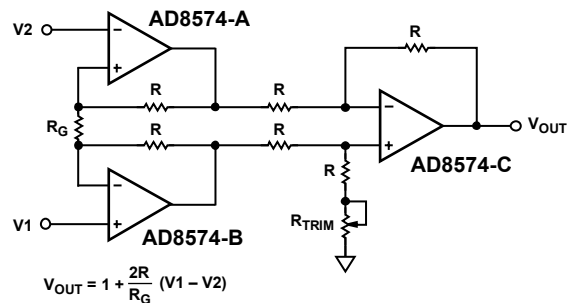 AD8574-A
V2
R
R
R
R_G
R
R
V_OUT
AD8574-C
R
V1
R_TRIM
AD8574-B
V_OUT = 1 + 2R/R_G (V1 – V2)